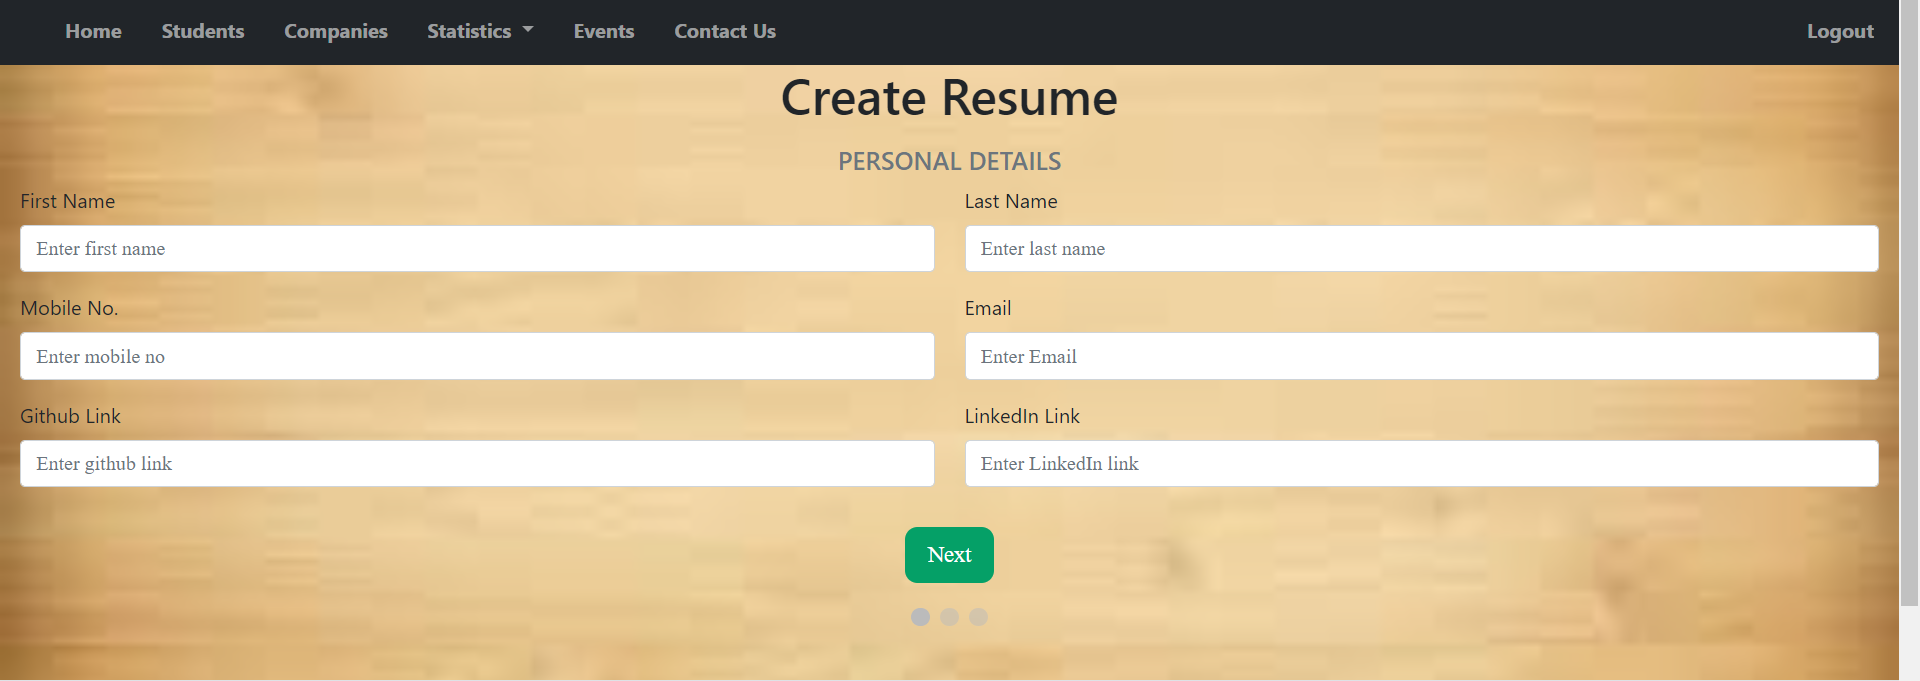 Home Students Companies Statistics Events Contact Us Logout
Create Resume
PERSONAL DETAILS
First Name Last Name
Enter first name Enter last name
Mobile No. Email
Enter mobile no Enter Email
Github Link LinkedIn Link
Enter github link Enter LinkedIn link
Next